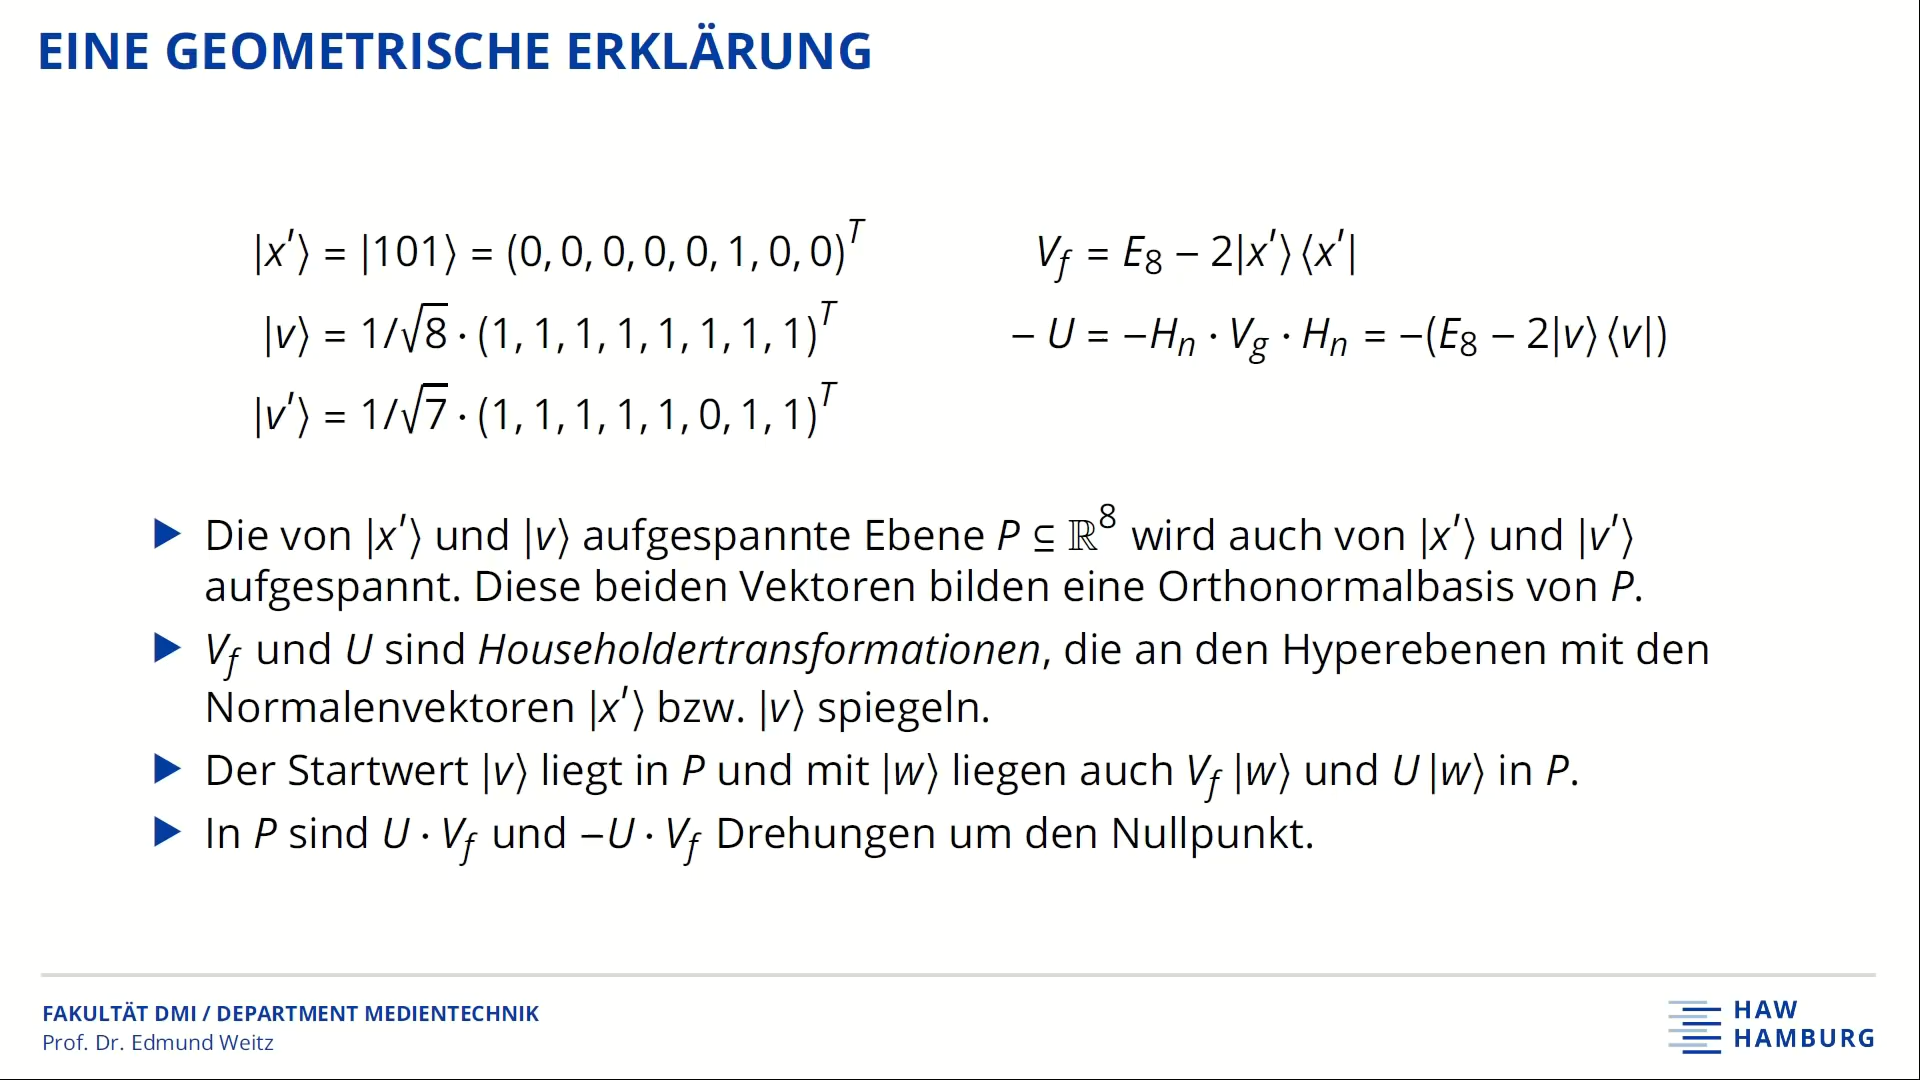 EINE GEOMETRISCHE ERKLÄRUNG
|x′⟩ = |101⟩ = (0, 0, 0, 0, 0, 1, 0, 0)ᵀ
V_f = E₈ − 2|x′⟩⟨x′|
|v⟩ = 1/√8 · (1, 1, 1, 1, 1, 1, 1, 1)ᵀ
− U = −Hₙ · V_g · Hₙ = −(E₈ − 2|v⟩⟨v|)
|v′⟩ = 1/√7 · (1, 1, 1, 1, 1, 0, 1, 1)ᵀ
▶ Die von |x′⟩ und |v⟩ aufgespannte Ebene P ⊆ ℝ⁸ wird auch von |x′⟩ und |v′⟩
aufgespannt. Diese beiden Vektoren bilden eine Orthonormalbasis von P.
▶ V_f und U sind Householdertransformationen, die an den Hyperebenen mit den
Normalenvektoren |x′⟩ bzw. |v⟩ spiegeln.
▶ Der Startwert |v⟩ liegt in P und mit |w⟩ liegen auch V_f |w⟩ und U |w⟩ in P.
▶ In P sind U · V_f und −U · V_f Drehungen um den Nullpunkt.
FAKULTÄT DMI / DEPARTMENT MEDIENTECHNIK
Prof. Dr. Edmund Weitz
HAW
HAMBURG